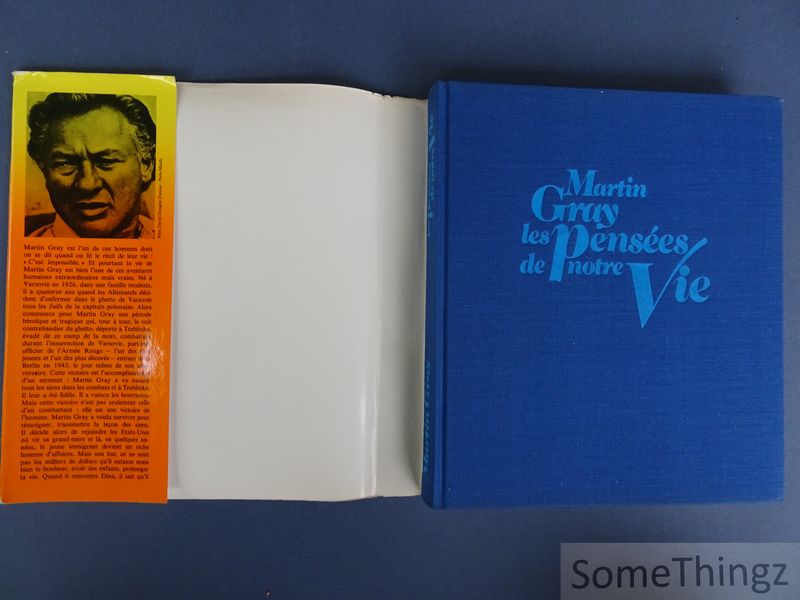 Martin Gray est l'un de ces hommes dont
on se dit quand on lit le récit de leur vie :
« C'est impossible. » Et pourtant la vie de
Martin Gray est bien l'une de ces aventures
humaines extraordinaires mais vraies. Né à
Varsovie en 1926, dans une famille modeste,
il a quatorze ans quand les Allemands déci-
dent d'enfermer dans le ghetto de Varsovie
tous les Juifs de la capitale polonaise. Alors
commence pour Martin Gray une période
héroïque et tragique qui, tour à tour, le voit
contrebandier du ghetto, déporté à Treblinka,
évadé de ce camp de la mort, combattant
durant l'insurrection de Varsovie,
officier de l'Armée Rouge — l'un des plus
jeunes et l'un des plus décorés — entrant
Berlin en 1945, le jour même de son
versaire. Cette victoire est l'accomplissement
d'un serment : Martin Gray a vu mourir
tous les siens dans les combats et à Treblinka.
Il leur a été fidèle. Il a vaincu les bourreaux.
Mais cette victoire n'est pas seulement celle
d'un combattant : elle est une victoire de
l'homme. Martin Gray a voulu survivre pour
témoigner, transmettre la leçon des siens.
Il décide alors de rejoindre les Etats-Unis
où vit sa grand-mère et là, en quelques an-
nées, le jeune immigrant devient un riche
homme d'affaires. Mais son but, ce ne sont
pas les milliers de dollars qu'il entasse mais
bien le bonheur, avoir des enfants, prolonger
la vie. Quand il rencontre Dina, il sait qu'il
Martin
Gray
les Pensées
de notre
Vie
SomeThingz